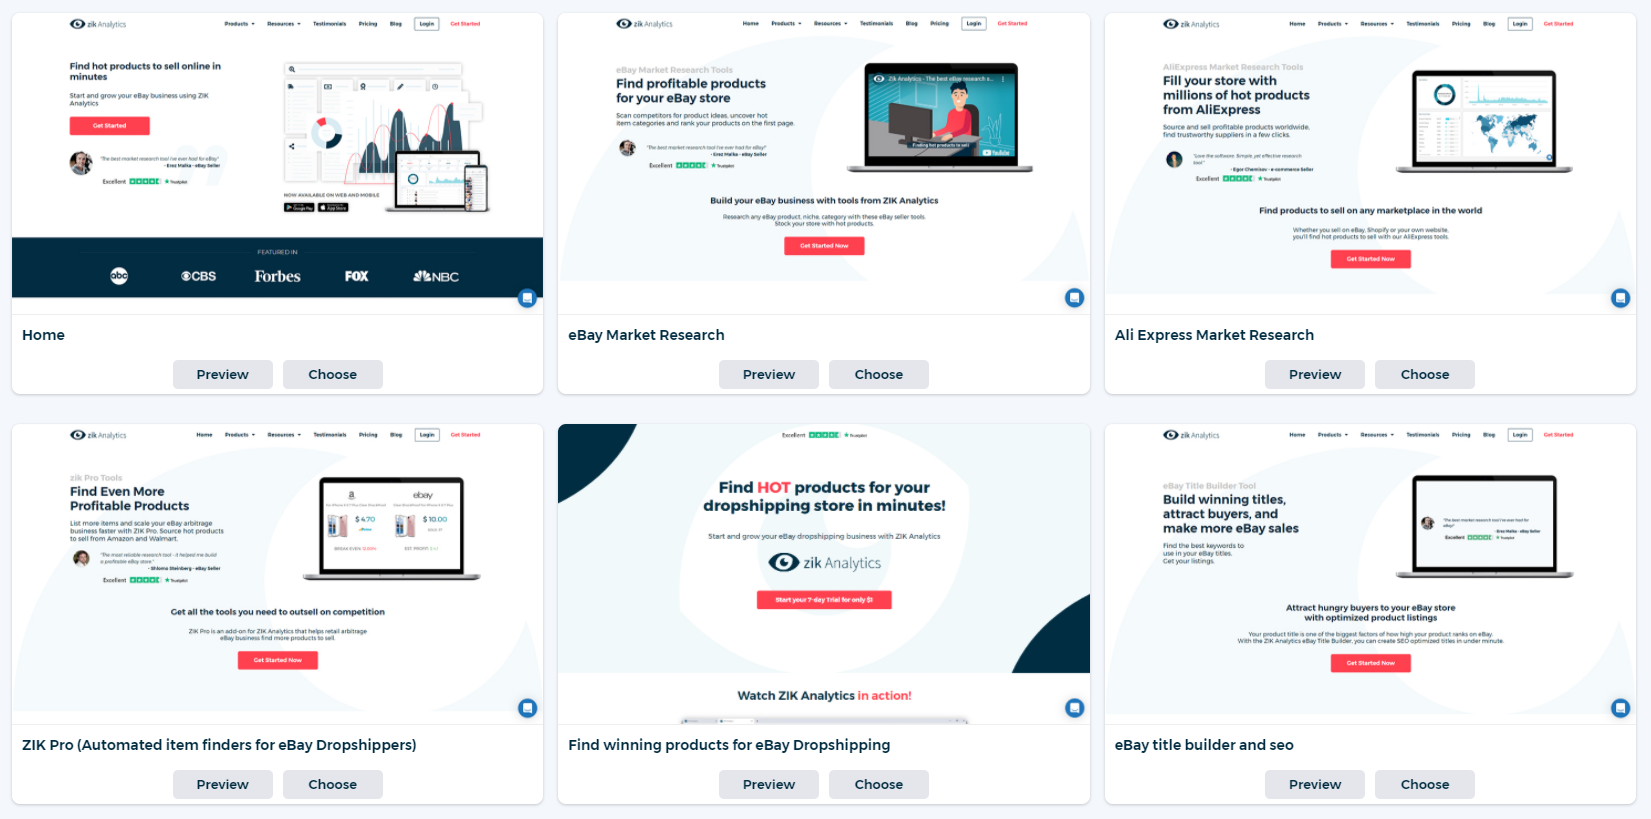 zik Analytics
Products Resources Testimonials Pricing Blog Login Get Started
Find hot products to sell online in
minutes
Start and grow your eBay business using ZIK
Analytics
Get Started
"The best market research tool I've ever had for eBay"
- Erez Malka - eBay Seller
Excellent Trustpilot
NOW AVAILABLE ON WEB AND MOBILE
Google Play App Store
FEATURED IN
abc CBS Forbes FOX NBC
Home
Preview Choose
zik Analytics
Home Products Resources Testimonials Blog Pricing Login Get Started
eBay Market Research Tools
Find profitable products
for your eBay store
Scan competitors for product ideas, uncover hot
item categories and rank your products on the first page.
"The best market research tool I've ever had for eBay"
- Erez Malka - eBay Seller
Excellent Trustpilot
ZIK Analytics - The best eBay research s...
Finding hot products to sell
YouTube
Build your eBay business with tools from ZIK Analytics
Research any eBay product, niche, category with these eBay seller tools.
Stock your store with hot products.
Get Started Now
eBay Market Research
Preview Choose
zik Analytics
Home Products Resources Testimonials Pricing Blog Login Get Started
AliExpress Market Research Tools
Fill your store with
millions of hot products
from AliExpress
Source and sell profitable products worldwide,
find trustworthy suppliers in a few clicks.
"Love the software. Simple, yet effective research
tool"
- Egor Chemisov - e-commerce Seller
Excellent Trustpilot
Find products to sell on any marketplace in the world
Whether you sell on eBay, Shopify or your own website,
you'll find hot products to sell with our AliExpress tools.
Get Started Now
Ali Express Market Research
Preview Choose
zik Analytics
Home Products Resources Testimonials Pricing Blog Login Get Started
zik Pro Tools
Find Even More
Profitable Products
List more items and scale your eBay arbitrage
business faster with ZIK Pro. Source hot products
to sell from Amazon and Walmart.
"The most reliable research tool - it helped me build
a profitable eBay store"
- Shlomo Steinberg - eBay Seller
Excellent Trustpilot
a ebay
$ 4.70 $ 10.00
Get all the tools you need to outsell on competition
ZIK Pro is an add-on for ZIK Analytics that helps retail arbitrage
eBay business find more products to sell.
Get Started Now
ZIK Pro (Automated item finders for eBay Dropshippers)
Preview Choose
Excellent Trustpilot
Find HOT products for your
dropshipping store in minutes!
Start and grow your eBay dropshipping business with ZIK Analytics
zik Analytics
Start your 7-day Trial for only $1
Watch ZIK Analytics in action!
Find winning products for eBay Dropshipping
Preview Choose
zik Analytics
Home Products Resources Testimonials Pricing Blog Login Get Started
eBay Title Builder Tool
Build winning titles,
attract buyers, and
make more eBay sales
Find the best keywords to
use in your eBay titles.
Get your listings.
"The best market research tool I've ever had for
eBay"
- Erez Malka - eBay Seller
Excellent Trustpilot
Attract hungry buyers to your eBay store
with optimized product listings
Your product title is one of the biggest factors of how high your product ranks on eBay.
With the ZIK Analytics eBay Title Builder, you can create SEO optimized titles in under minute.
Get Started Now
eBay title builder and seo
Preview Choose